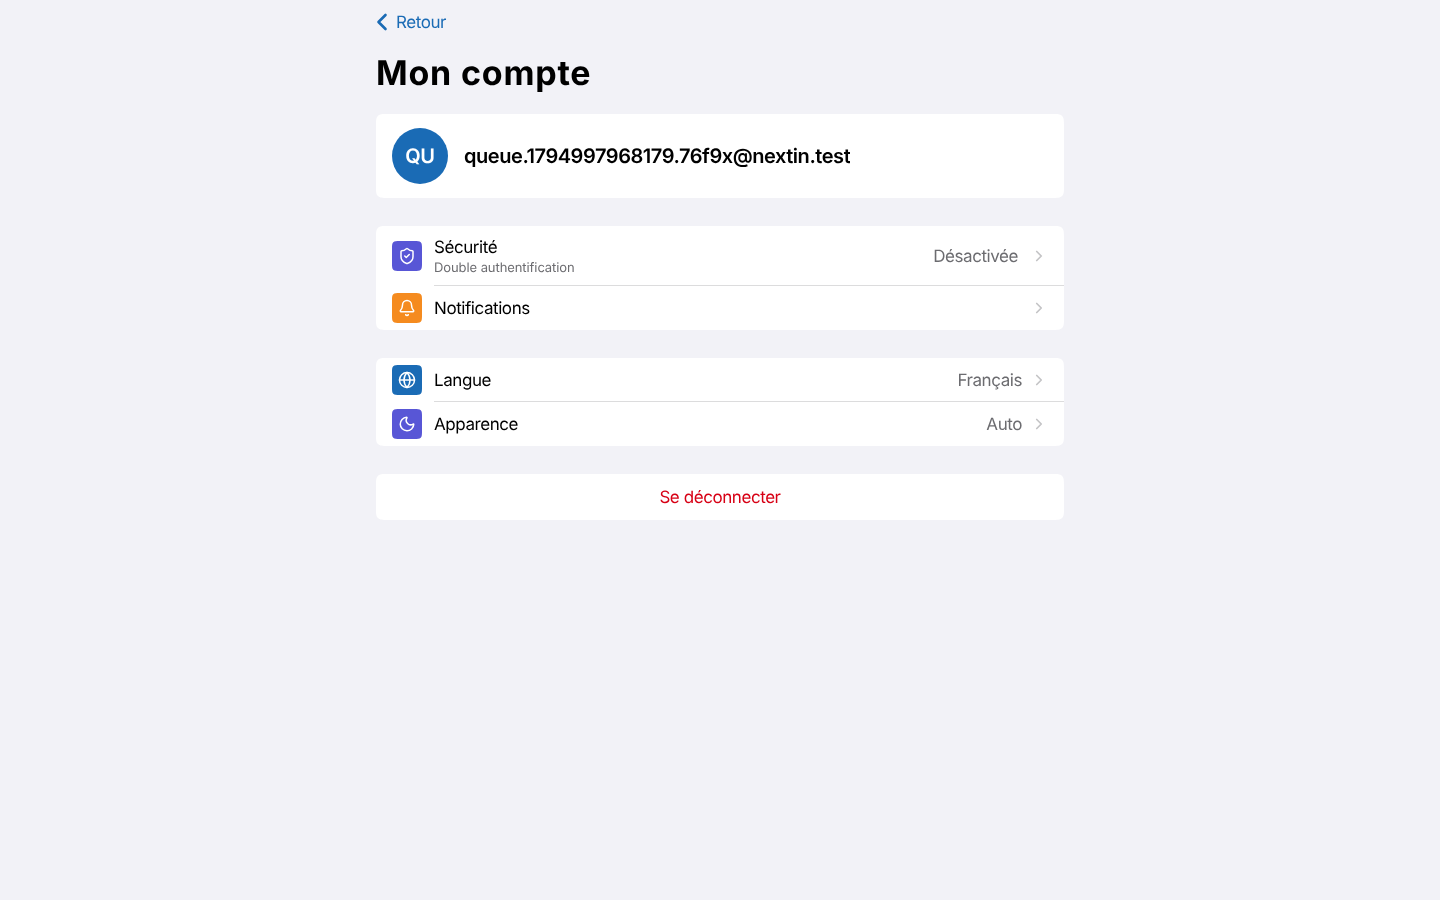 Retour
Mon compte
QU
queue.1794997968179.76f9x@nextin.test
Sécurité
Double authentification
Désactivée
Notifications
Langue
Français
Apparence
Auto
Se déconnecter